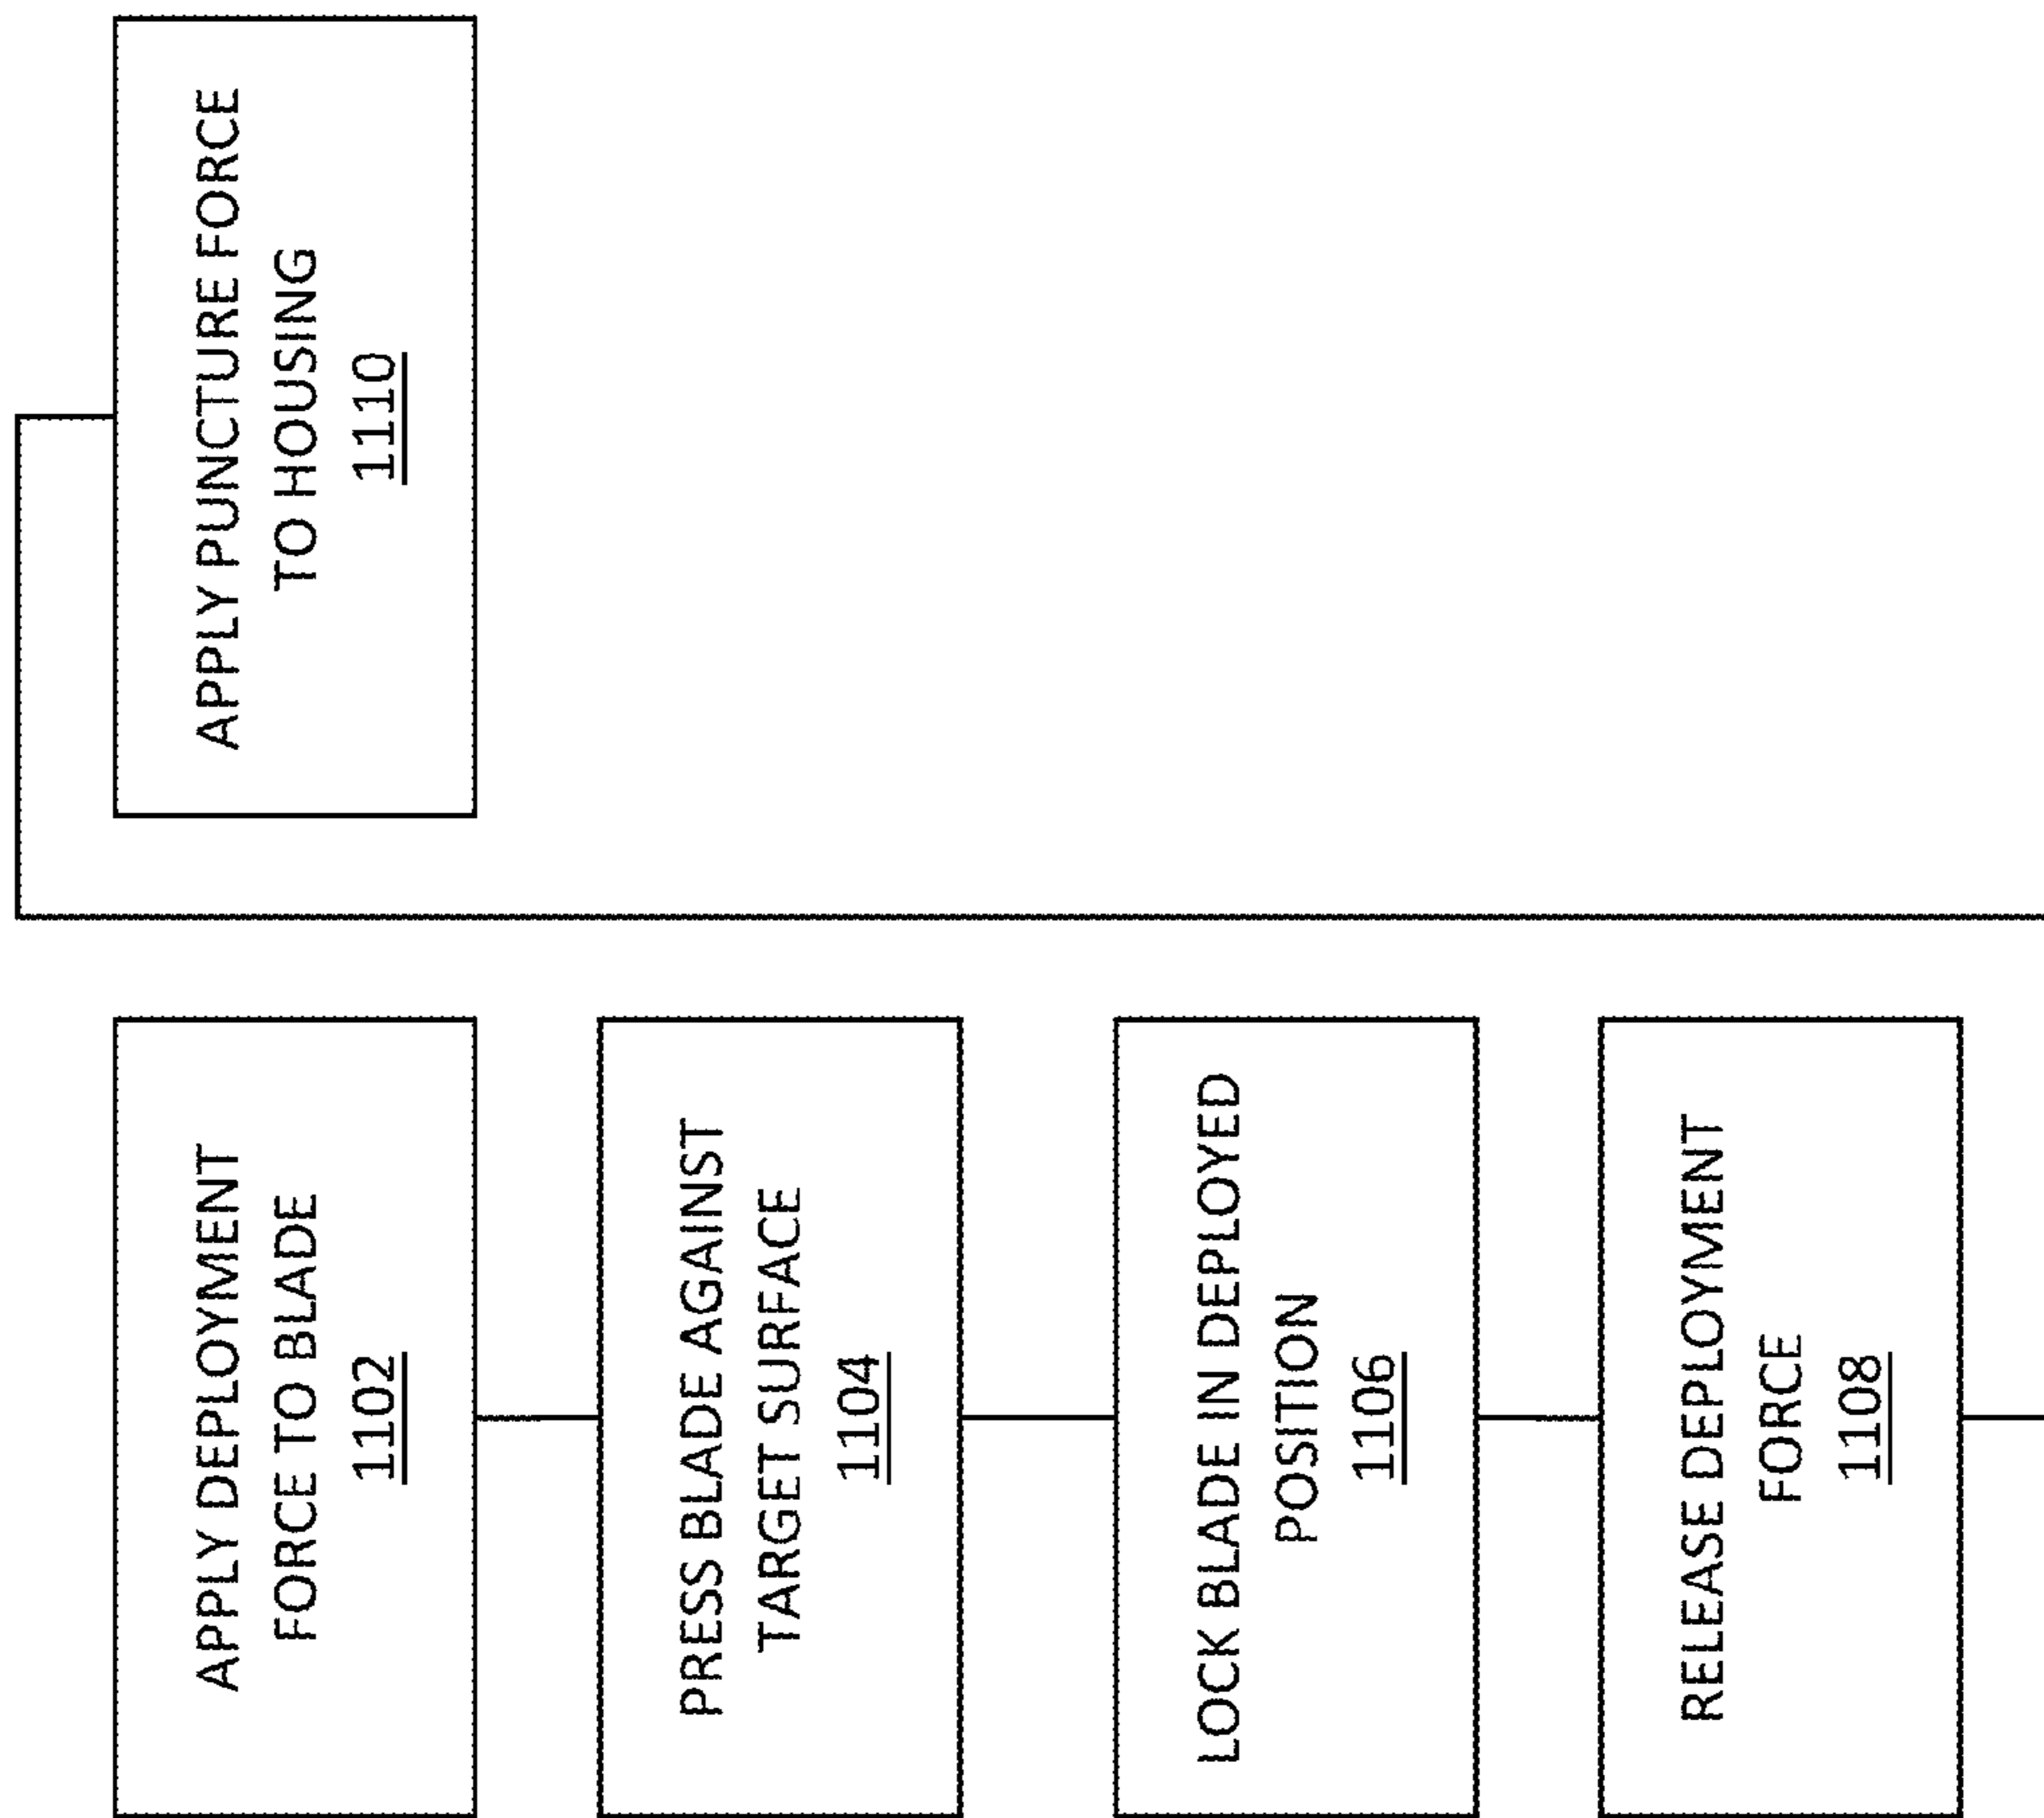 APPLY DEPLOYMENT
FORCE TO BLADE
1102
PRESS BLADE AGAINST
TARGET SURFACE
1104
LOCK BLADE IN DEPLOYED
POSITION
1106
RELEASE DEPLOYMENT
FORCE
1108
APPLY PUNCTURE FORCE
TO HOUSING
1110